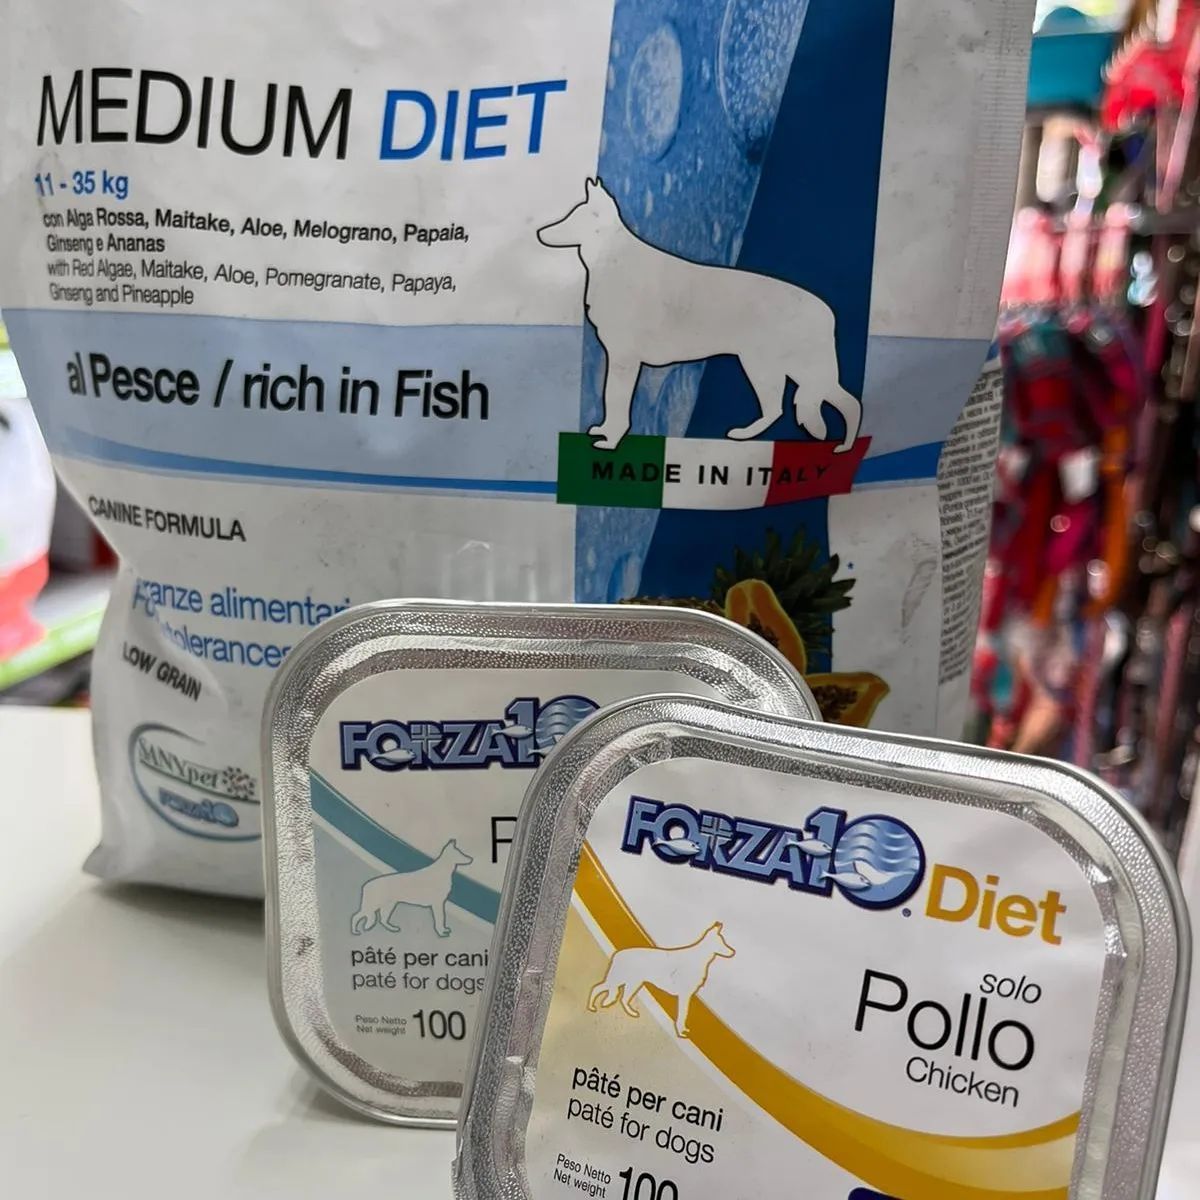 MEDIUM DIET
11 - 35 kg
con Alga Rossa, Maitake, Aloe, Melograno, Papaia,
Ginseng e Ananas
with Red Algae, Maitake, Aloe, Pomegranate, Papaya,
Ginseng and Pineapple
al Pesce / rich in Fish
MADE IN ITALY
CANINE FORMULA
LOW GRAIN
SANYpet
FORZA10
FORZA10
pâté per cani
paté for dogs
Peso Netto
Net weight 100
FORZA10® Diet
solo
Pollo
Chicken
pâté per cani
paté for dogs
Peso Netto
Net weight 100